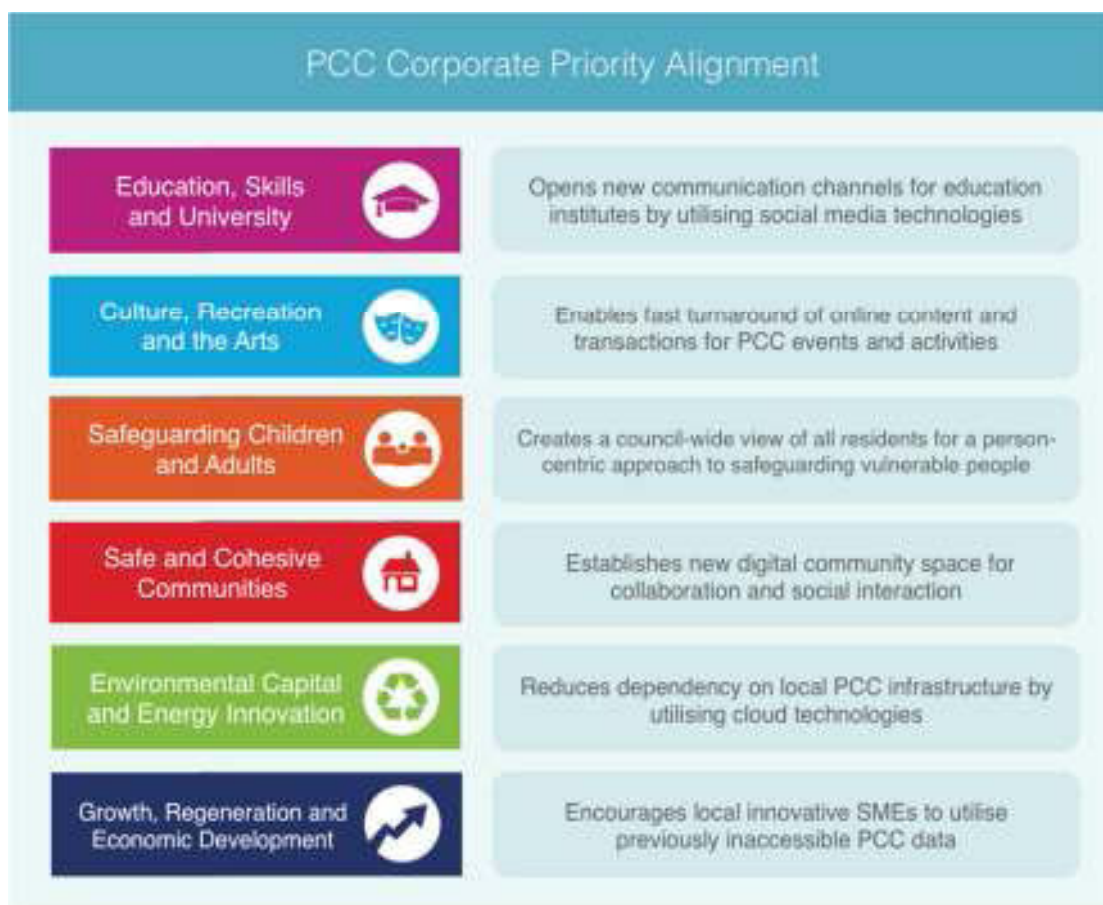 PCC Corporate Priority Alignment
Education, Skills
and University
Opens new communication channels for education
institutes by utilising social media technologies
Culture, Recreation
and the Arts
Enables fast turnaround of online content and
transactions for PCC events and activities
Safeguarding Children
and Adults
Creates a council-wide view of all residents for a person-
centric approach to safeguarding vulnerable people
Safe and Cohesive
Communities
Establishes new digital community space for
collaboration and social interaction
Environmental Capital
and Energy Innovation
Reduces dependency on local PCC infrastructure by
utilising cloud technologies
Growth, Regeneration and
Economic Development
Encourages local innovative SMEs to utilise
previously inaccessible PCC data